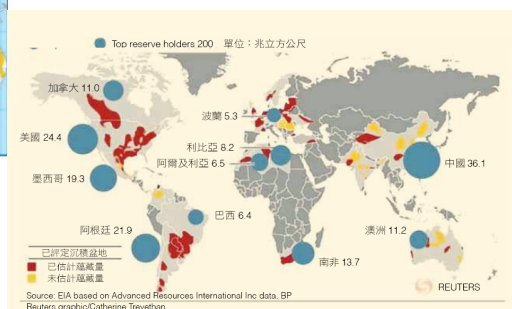 Top reserve holders 200 單位：兆立方公尺
加拿大 11.0
美國 24.4
墨西哥 19.3
波蘭 5.3
利比亞 8.2
阿爾及利亞 6.5
中國 36.1
阿根廷 21.9
巴西 6.4
澳洲 11.2
南非 13.7
已評定沉積盆地
已估計蘊藏量
未估計蘊藏量
REUTERS
Source: EIA based on Advanced Resources International Inc data, BP
Reuters graphic/Catherine Trevethan